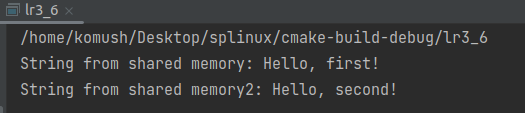 lr3_6
/home/komush/Desktop/splinux/cmake-build-debug/lr3_6
String from shared memory: Hello, first!
String from shared memory2: Hello, second!